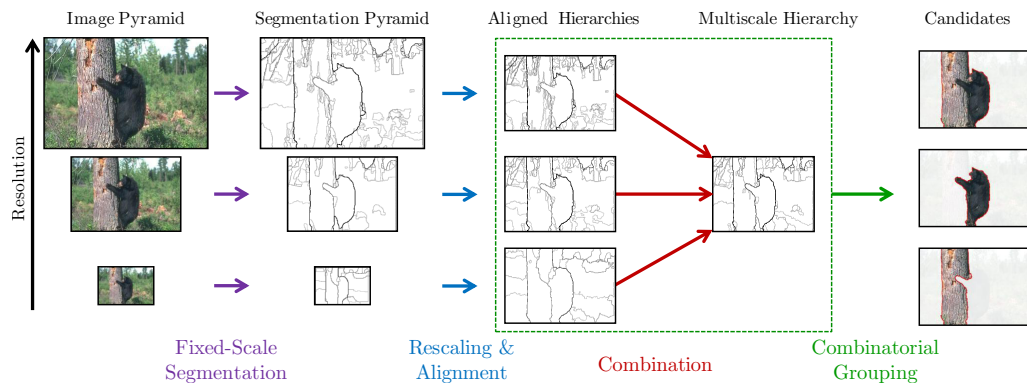 Image Pyramid
Segmentation Pyramid
Aligned Hierarchies
Multiscale Hierarchy
Candidates
Resolution
Fixed-Scale
Segmentation
Rescaling &
Alignment
Combination
Combinatorial
Grouping